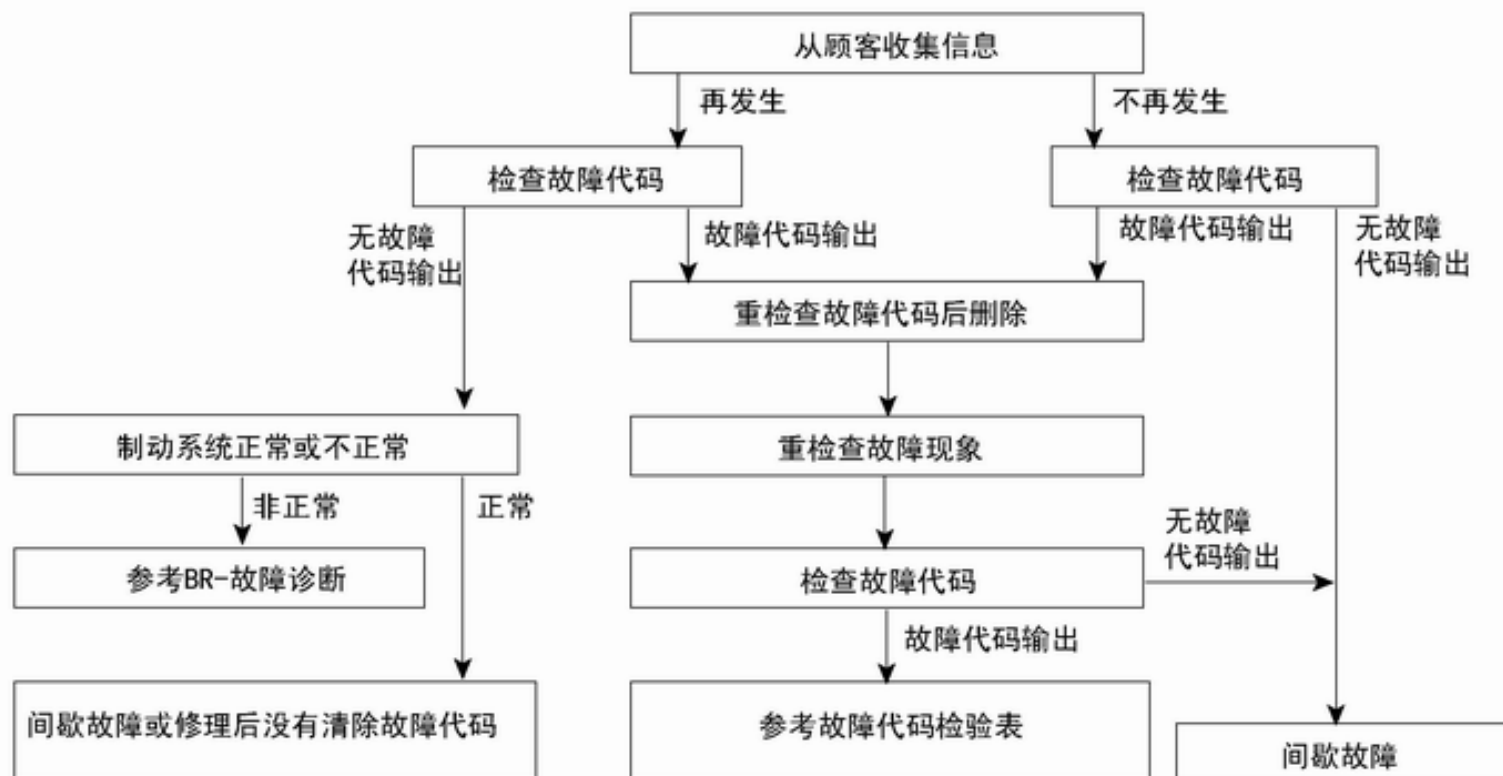 从顾客收集信息
再发生
不再发生
检查故障代码
检查故障代码
无故障
代码输出
故障代码输出
故障代码输出
无故障
代码输出
重检查故障代码后删除
制动系统正常或不正常
重检查故障现象
非正常
正常
无故障
代码输出
参考BR-故障诊断
检查故障代码
故障代码输出
间歇故障或修理后没有清除故障代码
参考故障代码检验表
间歇故障